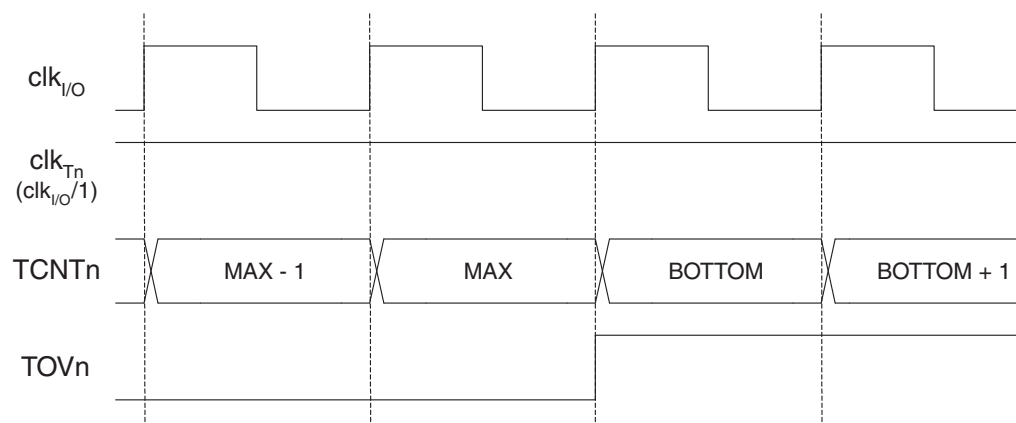 clkI/O
clkTn
(clkI/O/1)
TCNTn MAX - 1 MAX BOTTOM BOTTOM + 1
TOVn